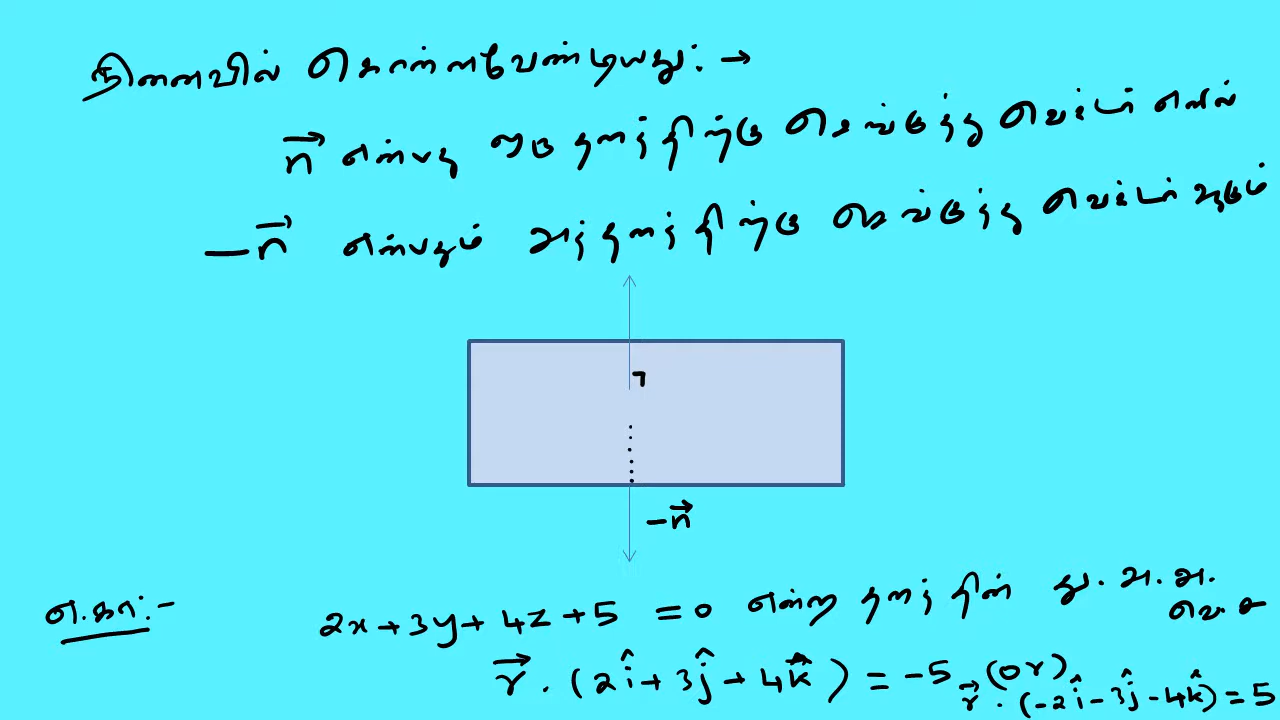 நினைவில் கொள்ளவேண்டியது: →
n⃗ என்பது ஒரு தளத்திற்கு செங்குத்து வெக்டர் எனில்
−n⃗ என்பதும் அத்தளத்திற்கு செங்குத்து வெக்டர் ஆகும்
−n⃗
எ.கா:-
2x+3y+4z+5 = 0 என்ற தளத்தின் து. அ. அ.
வெ. ச
r⃗ . (2î+3ĵ+4k̂) = -5 (or)
r⃗ . (-2î-3ĵ-4k̂) = 5